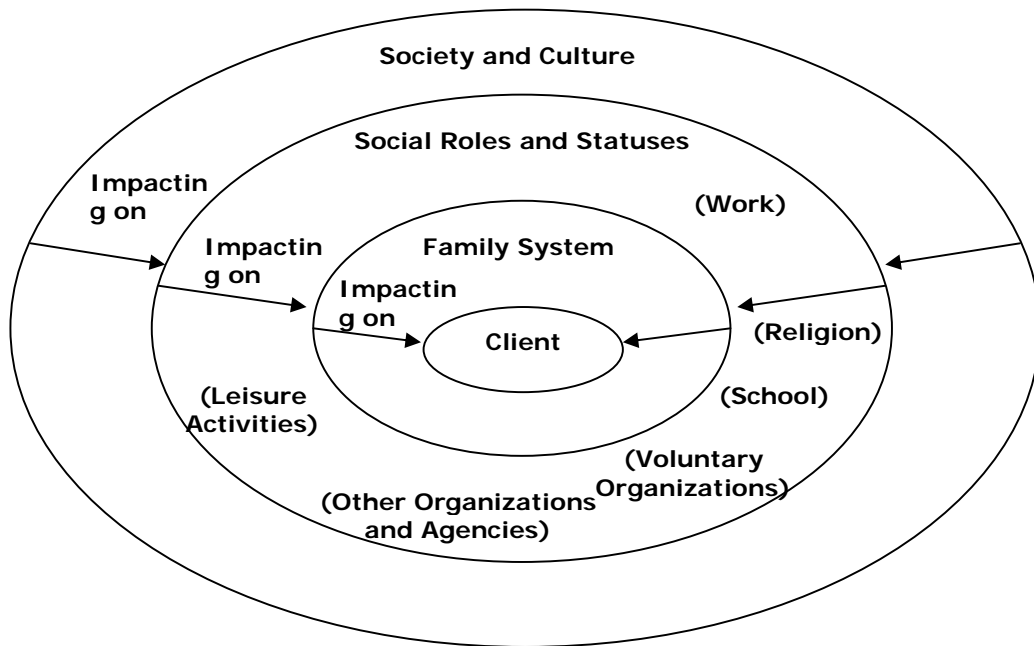 Society and Culture
Social Roles and Statuses
Impactin
g on
(Work)
Impactin
g on
Family System
Impactin
g on
Client
(Religion)
(Leisure
Activities)
(School)
(Voluntary
Organizations)
(Other Organizations
and Agencies)